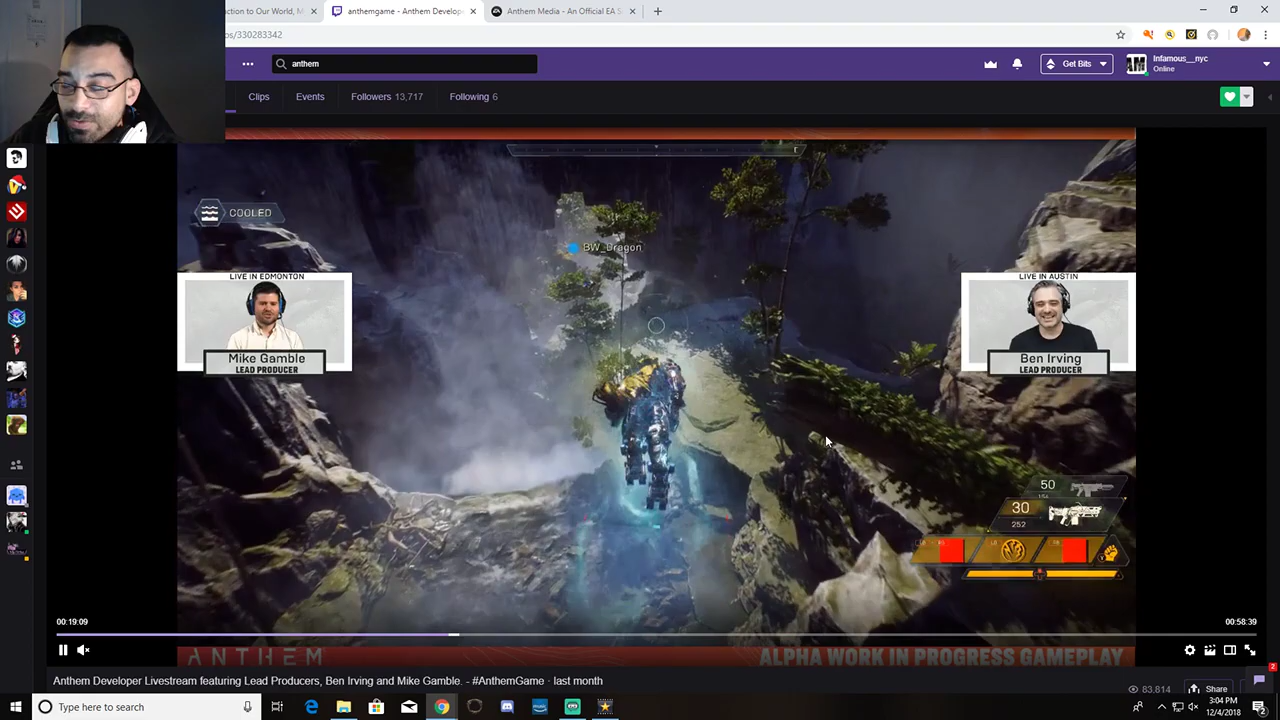 ction to Our World, M
anthemgame - Anthem Develop
Anthem Media - An Official EA S
os/330283342
anthem
Get Bits
Infamous__nyc
Online
Clips
Events
Followers 13,717
Following 6
COOLED
BW_Dragon
LIVE IN EDMONTON
Mike Gamble
LEAD PRODUCER
LIVE IN AUSTIN
Ben Irving
LEAD PRODUCER
50
30
252
00:19:09
00:58:39
ANTHEM
ALPHA WORK IN PROGRESS GAMEPLAY
Anthem Developer Livestream featuring Lead Producers, Ben Irving and Mike Gamble. - #AnthemGame · last month
83,814
Share
2
Type here to search
3:04 PM
12/4/2018
2